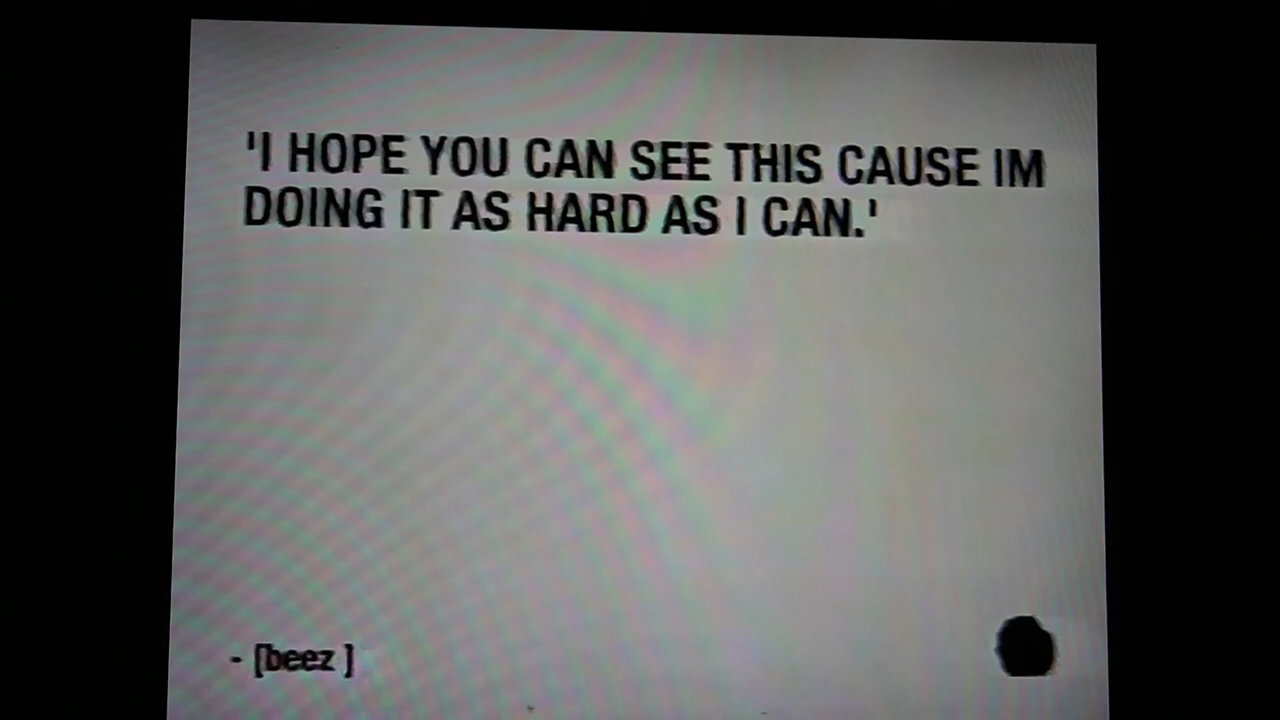 'I HOPE YOU CAN SEE THIS CAUSE IM
DOING IT AS HARD AS I CAN.'
- [beez ]